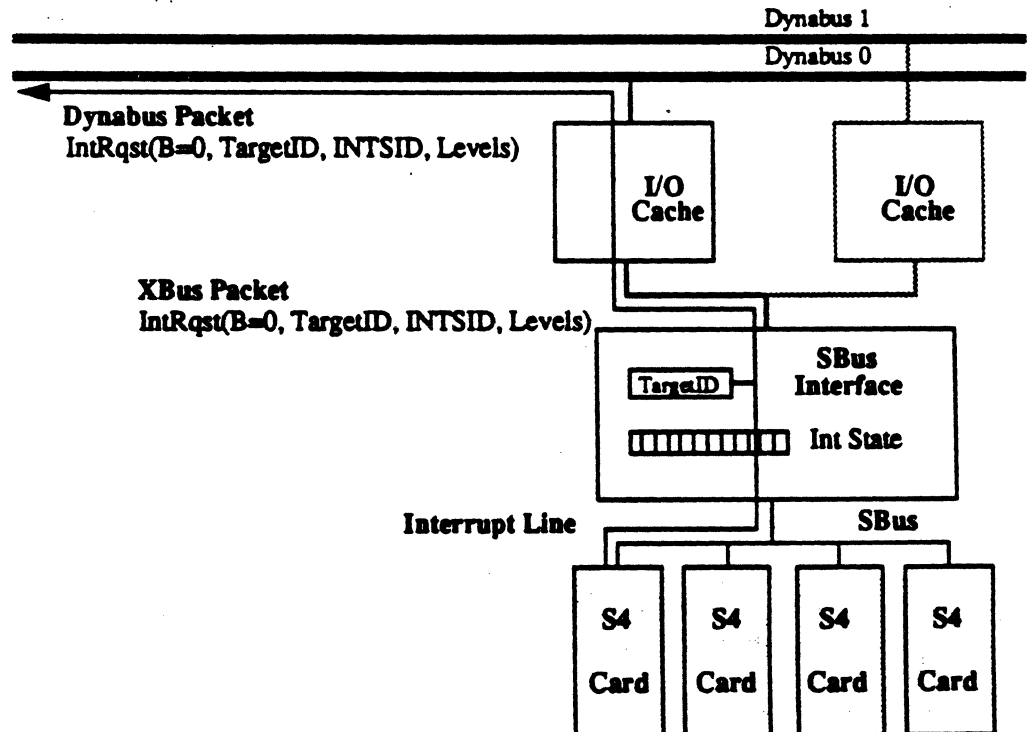 Dynabus 1
Dynabus 0
Dynabus Packet
IntRqst(B=0, TargetID, INTSID, Levels)
I/O
Cache
I/O
Cache
XBus Packet
IntRqst(B=0, TargetID, INTSID, Levels)
SBus
Interface
TargetID
Int State
Interrupt Line
SBus
S4
Card
S4
Card
S4
Card
S4
Card